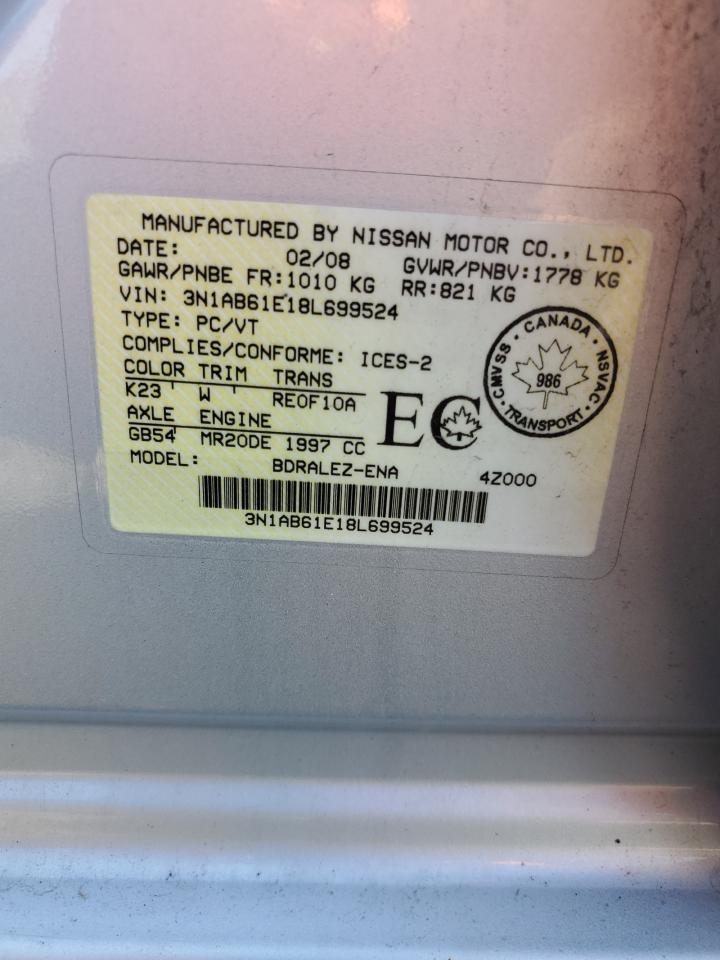 MANUFACTURED BY NISSAN MOTOR CO., LTD.
DATE: 02/08 GVWR/PNBV:1778 KG
GAWR/PNBE FR:1010 KG RR:821 KG
VIN: 3N1AB61E18L699524
TYPE: PC/VT
COMPLIES/CONFORME: ICES-2
COLOR TRIM TRANS
K23 W RE0F10A
AXLE ENGINE
GB54 MR20DE 1997 CC
MODEL: BDRALEZ-ENA 4Z000
3N1AB61E18L699524
EC
CMVSS · CANADA · NSVAC · TRANSPORT ·
986